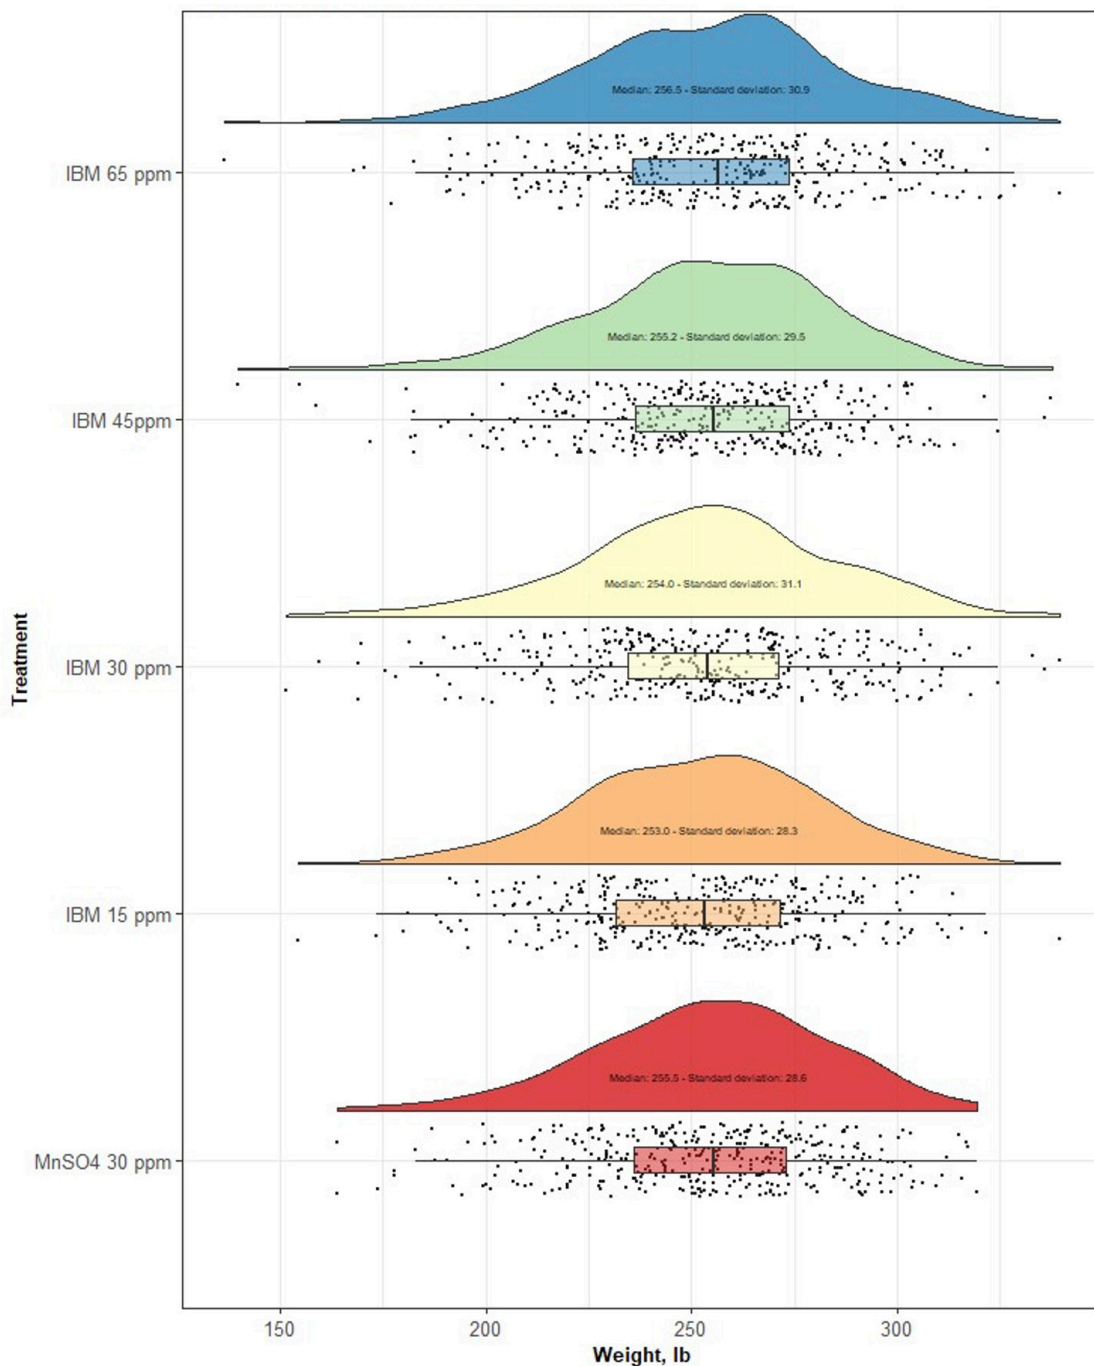 Median: 256.5 - Standard deviation: 30.9
IBM 65 ppm
Median: 255.2 - Standard deviation: 29.5
IBM 45ppm
Median: 254.0 - Standard deviation: 31.1
Treatment
IBM 30 ppm
Median: 253.0 - Standard deviation: 28.3
IBM 15 ppm
Median: 255.5 - Standard deviation: 28.6
MnSO4 30 ppm
150 200 250 300
Weight, lb